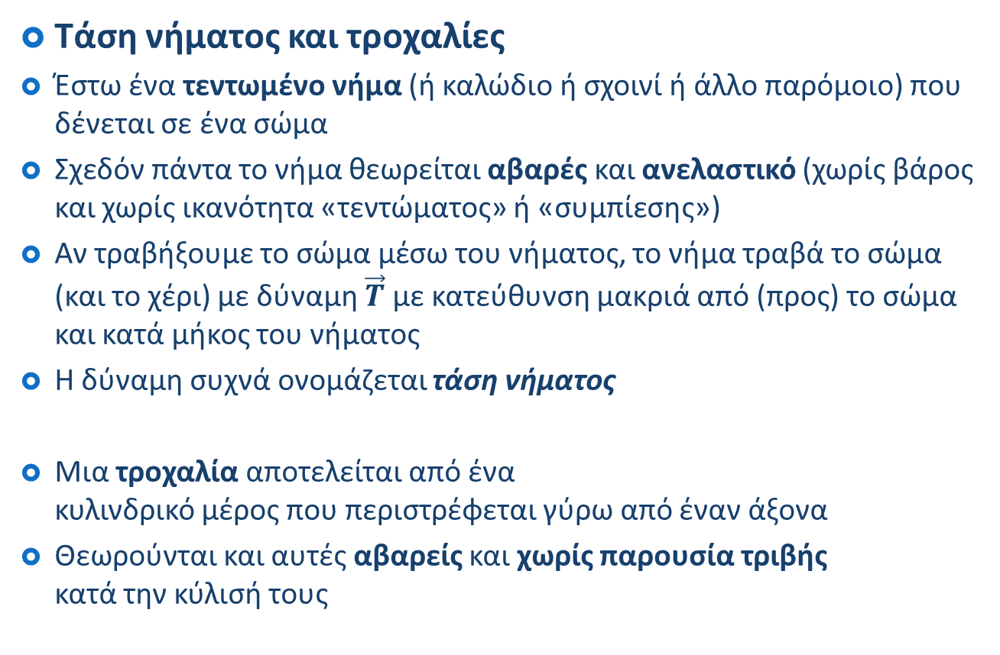 Τάση νήματος και τροχαλίες
Έστω ένα τεντωμένο νήμα (ή καλώδιο ή σχοινί ή άλλο παρόμοιο) που
δένεται σε ένα σώμα
Σχεδόν πάντα το νήμα θεωρείται αβαρές και ανελαστικό (χωρίς βάρος
και χωρίς ικανότητα «τεντώματος» ή «συμπίεσης»)
Αν τραβήξουμε το σώμα μέσω του νήματος, το νήμα τραβά το σώμα
(και το χέρι) με δύναμη $\vec{T}$ με κατεύθυνση μακριά από (προς) το σώμα
και κατά μήκος του νήματος
Η δύναμη συχνά ονομάζεται τάση νήματος
Μια τροχαλία αποτελείται από ένα
κυλινδρικό μέρος που περιστρέφεται γύρω από έναν άξονα
Θεωρούνται και αυτές αβαρείς και χωρίς παρουσία τριβής
κατά την κύλισή τους